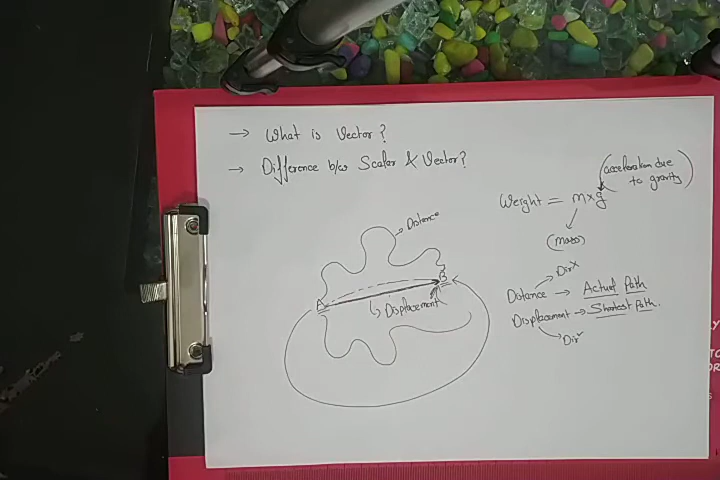 → What is Vector?
→ Difference b/w Scalar & Vector?
(acceleration due
to gravity)
Weight = m×g
(mass)
→ Distance
A
B
↳ Displacement
Dir×
Distance → Actual Path
Displacement → Shortest Path.
Dir✓